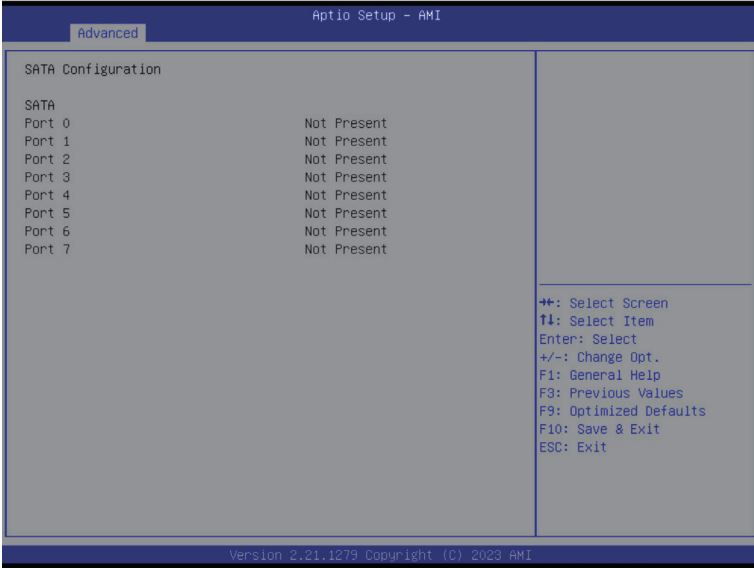 Aptio Setup – AMI
Advanced
SATA Configuration
SATA
Port 0 Not Present
Port 1 Not Present
Port 2 Not Present
Port 3 Not Present
Port 4 Not Present
Port 5 Not Present
Port 6 Not Present
Port 7 Not Present
→←: Select Screen
↑↓: Select Item
Enter: Select
+/-: Change Opt.
F1: General Help
F3: Previous Values
F9: Optimized Defaults
F10: Save & Exit
ESC: Exit
Version 2.21.1279 Copyright (C) 2023 AMI